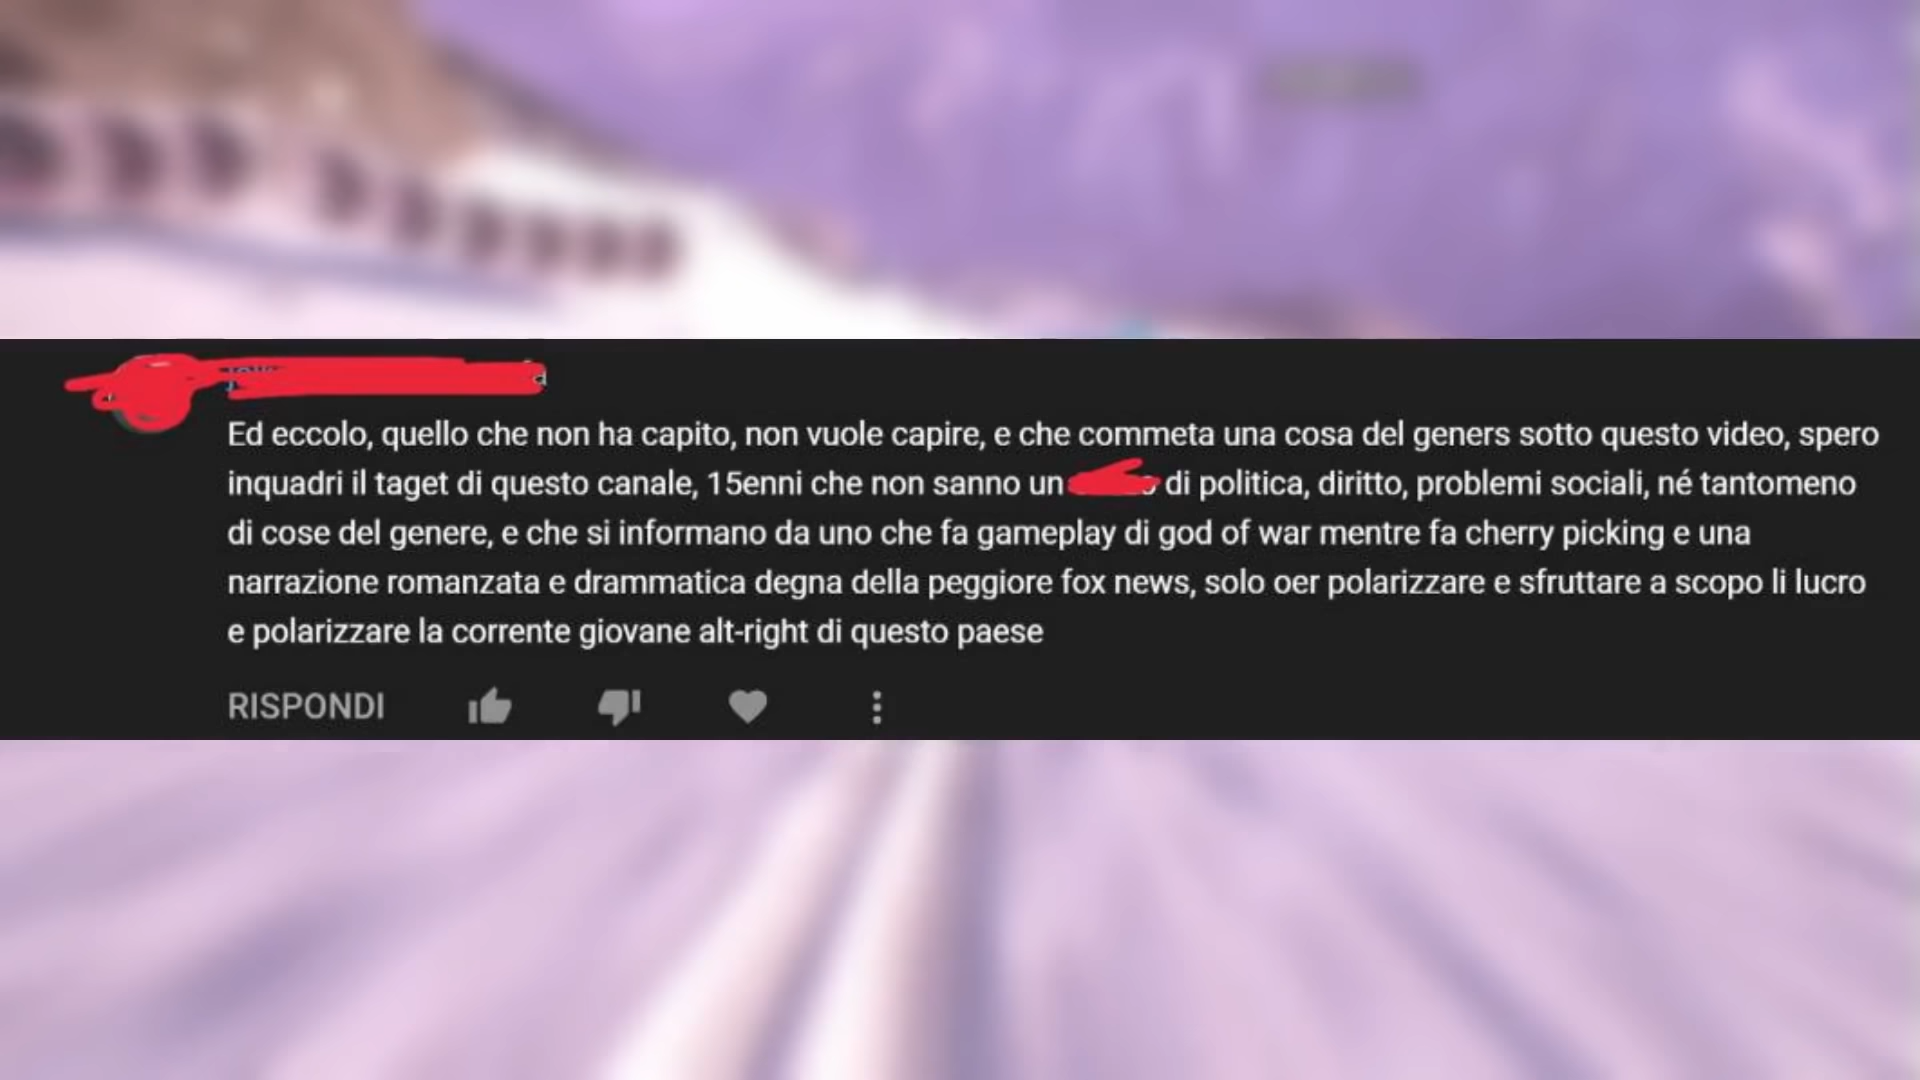 Ed eccolo, quello che non ha capito, non vuole capire, e che commeta una cosa del geners sotto questo video, spero
inquadri il taget di questo canale, 15enni che non sanno un di politica, diritto, problemi sociali, né tantomeno
di cose del genere, e che si informano da uno che fa gameplay di god of war mentre fa cherry picking e una
narrazione romanzata e drammatica degna della peggiore fox news, solo oer polarizzare e sfruttare a scopo li lucro
e polarizzare la corrente giovane alt-right di questo paese
RISPONDI